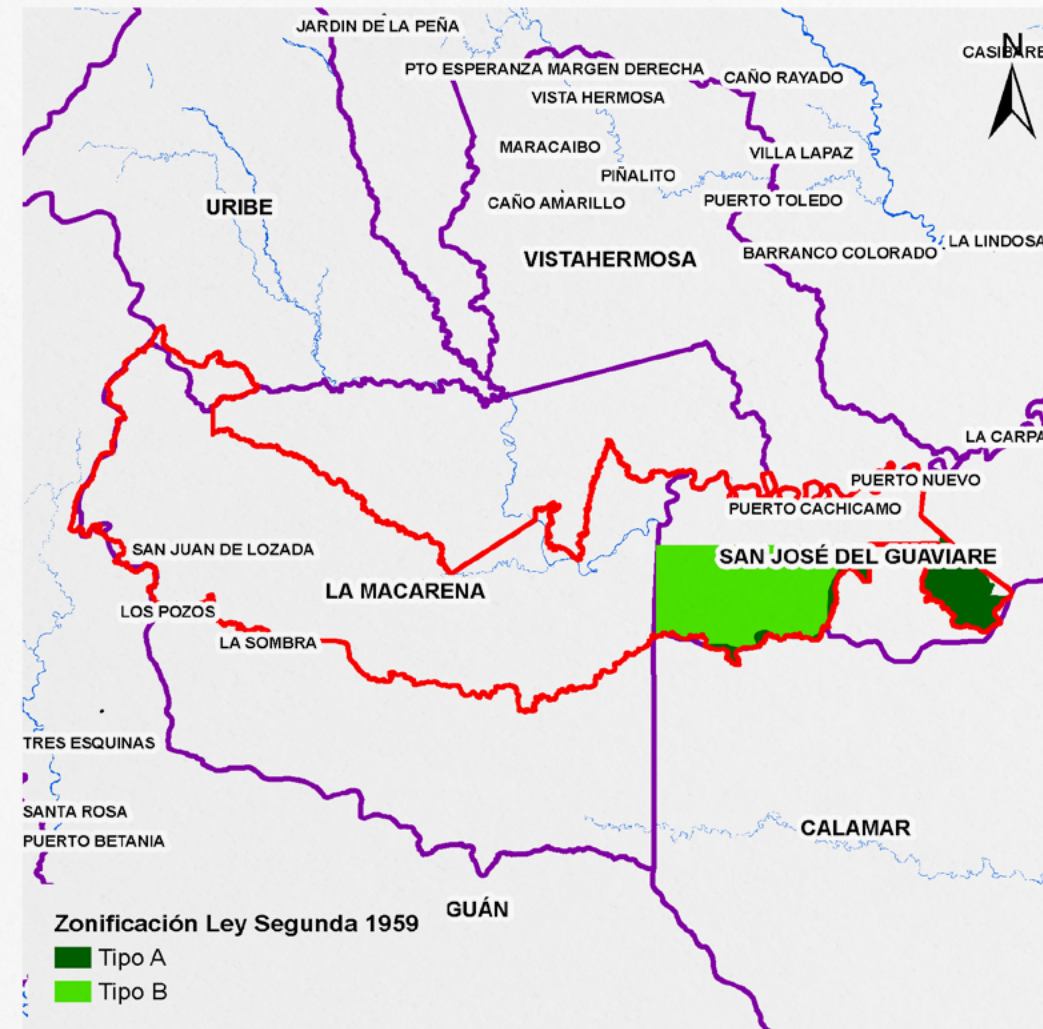 JARDIN DE LA PEÑA
N
CASIBARE
PTO ESPERANZA MARGEN DERECHA
CAÑO RAYADO
VISTA HERMOSA
MARACAIBO
VILLA LAPAZ
PIÑALITO
CAÑO AMARILLO
PUERTO TOLEDO
URIBE
LA LINDOSA
BARRANCO COLORADO
VISTAHERMOSA
LA CARPA
PUERTO NUEVO
PUERTO CACHICAMO
SAN JUAN DE LOZADA
SAN JOSÉ DEL GUAVIARE
LA MACARENA
LOS POZOS
LA SOMBRA
TRES ESQUINAS
SANTA ROSA
CALAMAR
PUERTO BETANIA
GUÁN
Zonificación Ley Segunda 1959
Tipo A
Tipo B